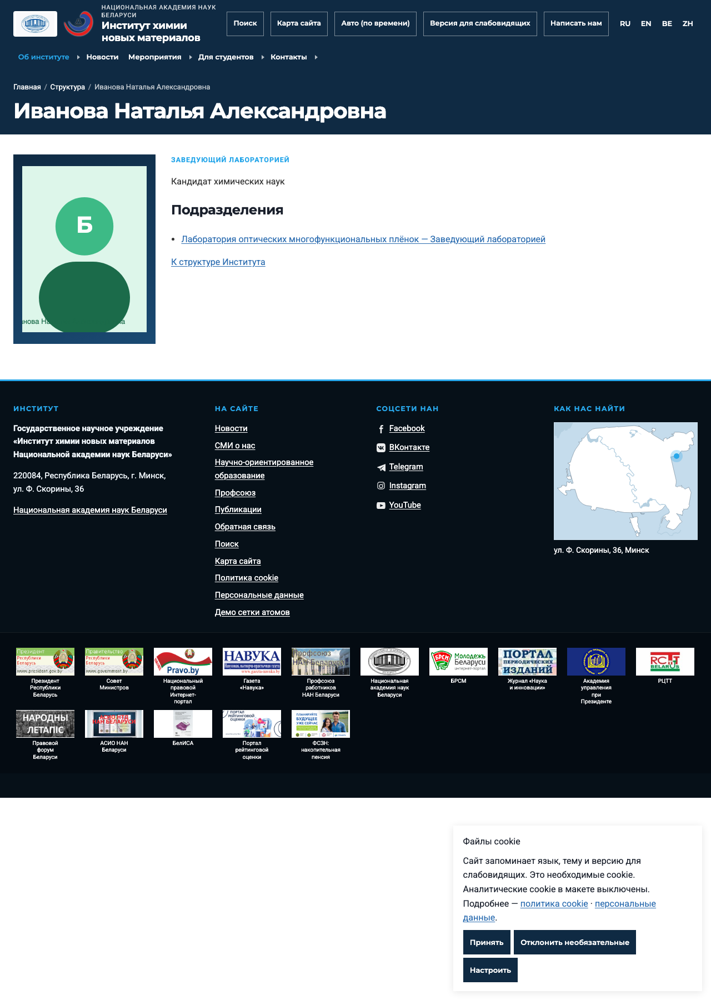 НАЦИОНАЛЬНАЯ АКАДЕМИЯ НАУК
БЕЛАРУСИ
Институт химии
новых материалов
Поиск
Карта сайта
Авто (по времени)
Версия для слабовидящих
Написать нам
RU EN BE ZH
Об институте
Новости
Мероприятия
Для студентов
Контакты
Главная / Структура / Иванова Наталья Александровна
Иванова Наталья Александровна
Б
ЗАВЕДУЮЩИЙ ЛАБОРАТОРИЕЙ
Кандидат химических наук
Подразделения
Лаборатория оптических многофункциональных плёнок — Заведующий лабораторией
К структуре Института
ИНСТИТУТ
Государственное научное учреждение
«Институт химии новых материалов
Национальной академии наук Беларуси»
220084, Республика Беларусь, г. Минск,
ул. Ф. Скорины, 36
Национальная академия наук Беларуси
НА САЙТЕ
Новости
СМИ о нас
Научно-ориентированное
образование
Профсоюз
Публикации
Обратная связь
Поиск
Карта сайта
Политика cookie
Персональные данные
Демо сетки атомов
СОЦСЕТИ НАН
Facebook
ВКонтакте
Telegram
Instagram
YouTube
КАК НАС НАЙТИ
ул. Ф. Скорины, 36, Минск
Президент
Республики
Беларусь
www.president.gov.by
Президент
Республики
Беларусь
Правительство
Республики
Беларусь
www.government.by
Совет
Министров
Pravo.by
Национальный
правовой
Интернет-
портал
НАВУКА
www.gazeta-navuka.by
Газета
«Навука»
Профсоюз
НАН Беларуси
Профсоюз
работников
НАН Беларуси
Национальная
академия наук
Беларуси
БРСМ
Молодежь
Беларуси
интернет-портал
БРСМ
ПОРТАЛ
ПЕРИОДИЧЕСКИХ
ИЗДАНИЙ
Журнал «Наука
и инновации»
Академия
управления
при
Президенте
RCTT
BELARUS
РЦТТ
НАРОДНЫ
ЛЕТАПІС
Правовой
форум
Беларуси
АСИО НТД
НАН БЕЛАРУСИ
АСИО НАН
Беларуси
БелИСА
ПОРТАЛ
РЕЙТИНГОВОЙ
ОЦЕНКИ
Портал
рейтинговой
оценки
ПЛАНИРУЙТЕ
БУДУЩЕЕ
УЖЕ СЕЙЧАС
ФСЗН:
накопительная
пенсия
Файлы cookie
Сайт запоминает язык, тему и версию для
слабовидящих. Это необходимые cookie.
Аналитические cookie в макете выключены.
Подробнее — политика cookie · персональные
данные.
Принять
Отклонить необязательные
Настроить